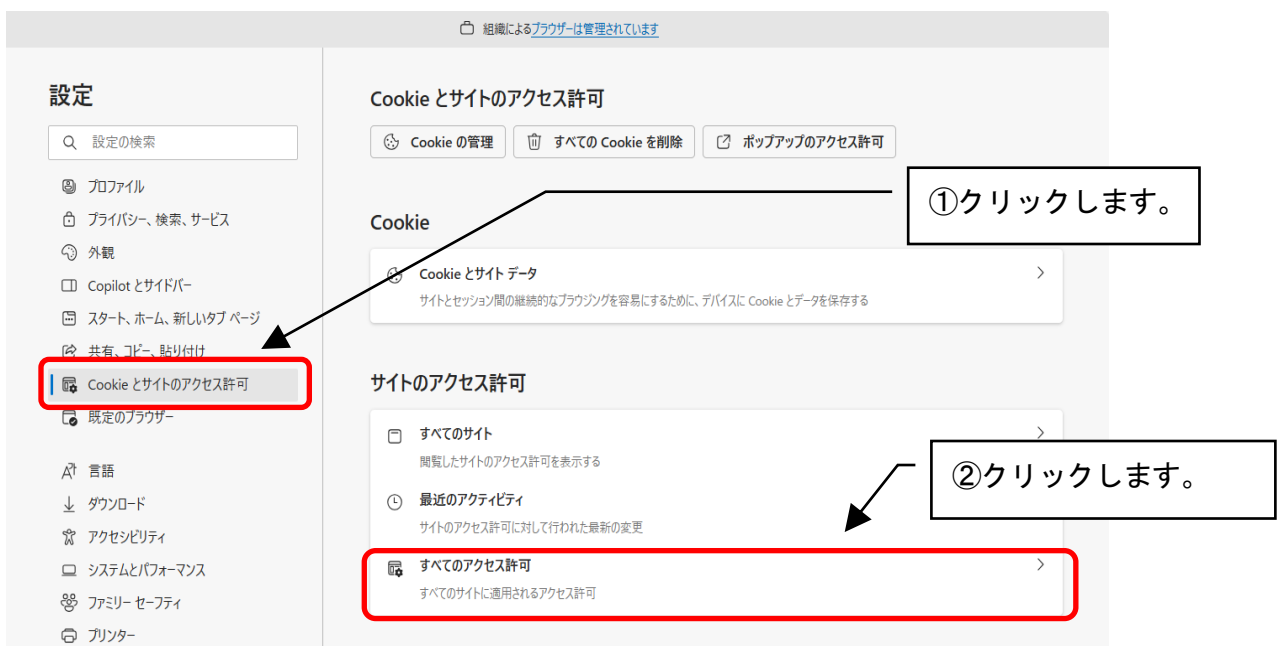 組織によるブラウザーは管理されています
設定
設定の検索
プロファイル
プライバシー、検索、サービス
外観
Copilot とサイドバー
スタート、ホーム、新しいタブ ページ
共有、コピー、貼り付け
Cookie とサイトのアクセス許可
既定のブラウザー
言語
ダウンロード
アクセシビリティ
システムとパフォーマンス
ファミリー セーフティ
プリンター
Cookie とサイトのアクセス許可
Cookie の管理
すべての Cookie を削除
ポップアップのアクセス許可
①クリックします。
Cookie
Cookie とサイト データ
サイトとセッション間の継続的なブラウジングを容易にするために、デバイスに Cookie とデータを保存する
サイトのアクセス許可
すべてのサイト
閲覧したサイトのアクセス許可を表示する
②クリックします。
最近のアクティビティ
サイトのアクセス許可に対して行われた最新の変更
すべてのアクセス許可
すべてのサイトに適用されるアクセス許可